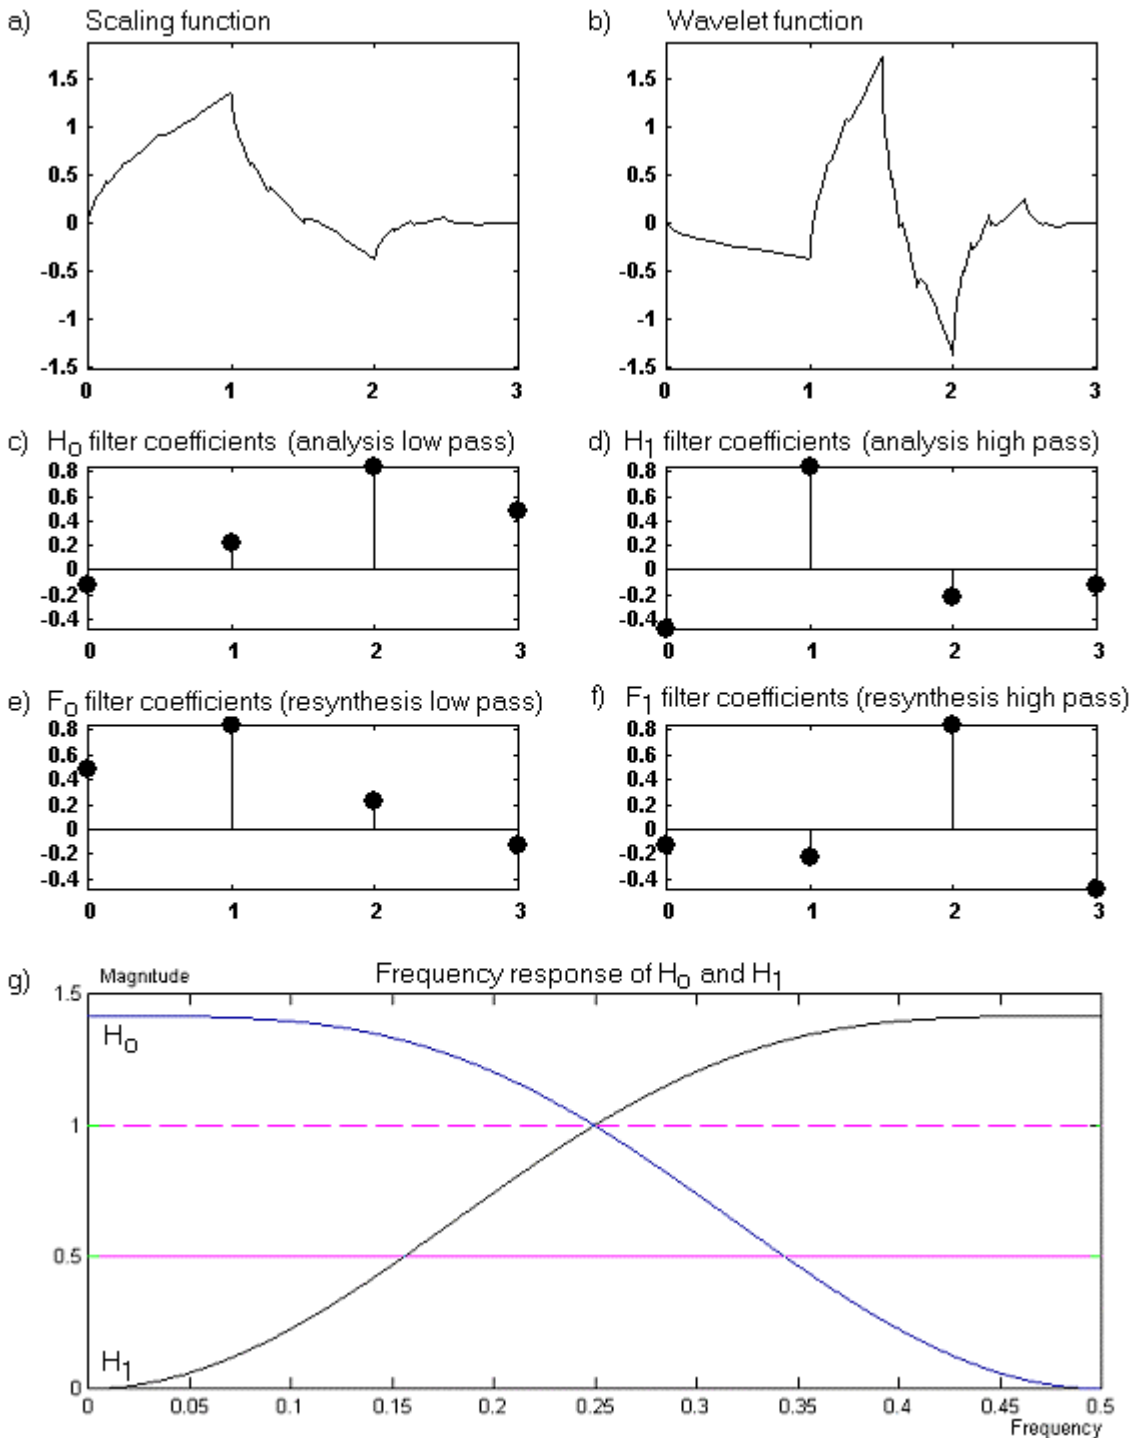 a) Scaling function
b) Wavelet function
1.5
1
0.5
0
-0.5
-1
-1.5
0 1 2 3
1.5
1
0.5
0
-0.5
-1
-1.5
0 1 2 3
c) H0 filter coefficients (analysis low pass)
d) H1 filter coefficients (analysis high pass)
0.8
0.6
0.4
0.2
0
-0.2
-0.4
0 1 2 3
0.8
0.6
0.4
0.2
0
-0.2
-0.4
0 1 2 3
e) F0 filter coefficients (resynthesis low pass)
f) F1 filter coefficients (resynthesis high pass)
0.8
0.6
0.4
0.2
0
-0.2
-0.4
0 1 2 3
0.8
0.6
0.4
0.2
0
-0.2
-0.4
0 1 2 3
g) Magnitude Frequency response of H0 and H1
1.5
H0
1
0.5
H1
0
0 0.05 0.1 0.15 0.2 0.25 0.3 0.35 0.4 0.45 0.5
Frequency